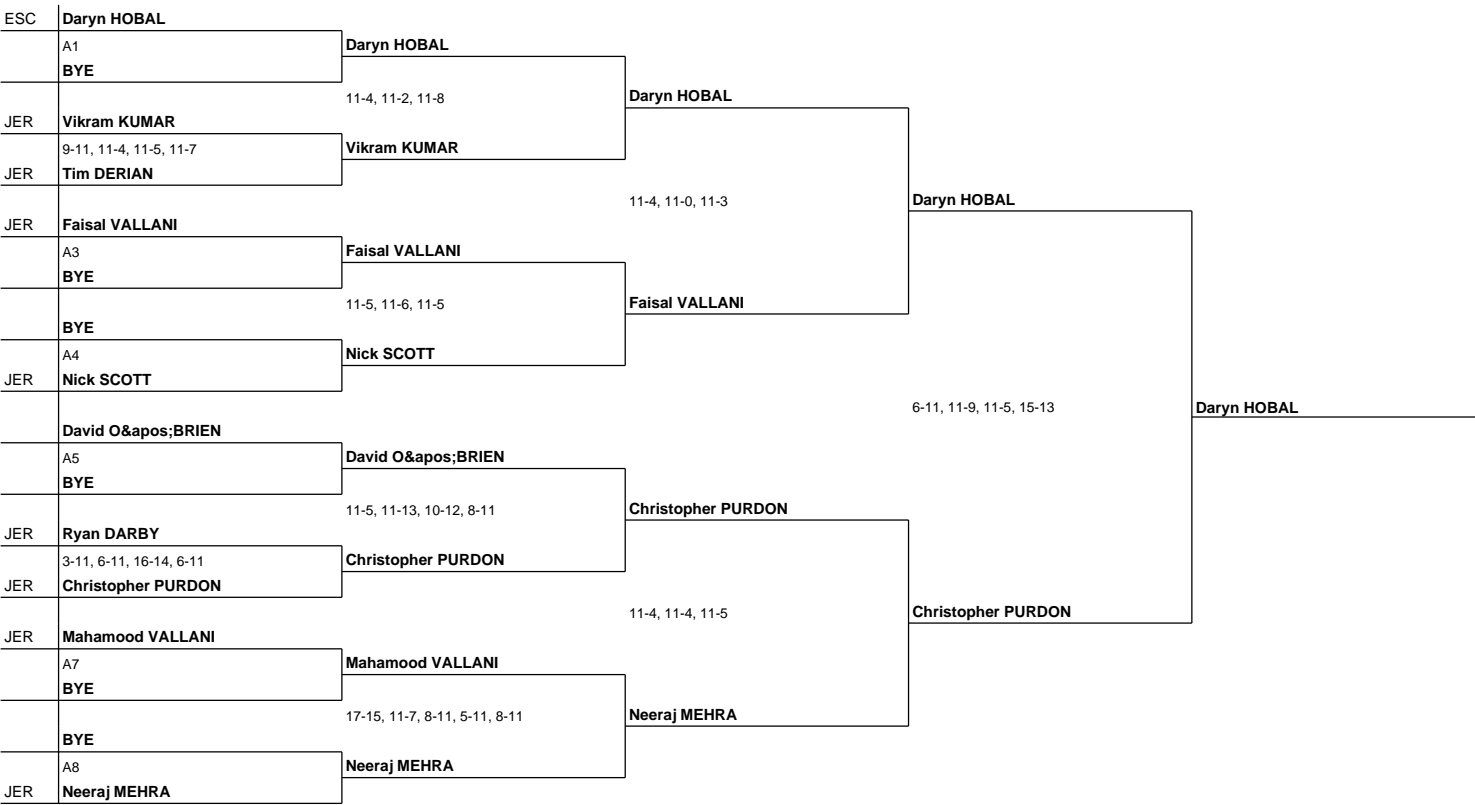 ESC Daryn HOBAL
A1 Daryn HOBAL
BYE
11-4, 11-2, 11-8 Daryn HOBAL
JER Vikram KUMAR
9-11, 11-4, 11-5, 11-7 Vikram KUMAR
JER Tim DERIAN
11-4, 11-0, 11-3 Daryn HOBAL
JER Faisal VALLANI
A3 Faisal VALLANI
BYE
11-5, 11-6, 11-5 Faisal VALLANI
BYE
A4 Nick SCOTT
JER Nick SCOTT
6-11, 11-9, 11-5, 15-13 Daryn HOBAL
David O&apos;BRIEN
A5 David O&apos;BRIEN
BYE
11-5, 11-13, 10-12, 8-11 Christopher PURDON
JER Ryan DARBY
3-11, 6-11, 16-14, 6-11 Christopher PURDON
JER Christopher PURDON
11-4, 11-4, 11-5 Christopher PURDON
JER Mahamood VALLANI
A7 Mahamood VALLANI
BYE
17-15, 11-7, 8-11, 5-11, 8-11 Neeraj MEHRA
BYE
A8 Neeraj MEHRA
JER Neeraj MEHRA